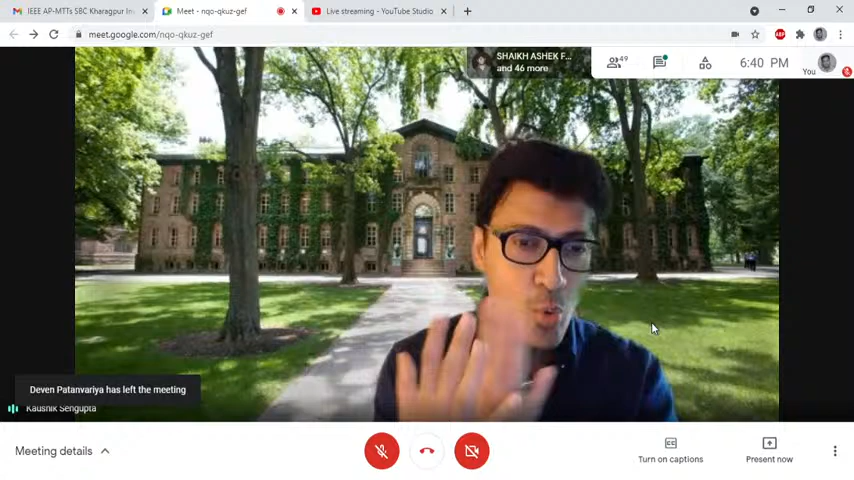 IEEE AP-MTTs SBC Kharagpur In
Meet - nqo-qkuz-gef
Live streaming - YouTube Studio
meet.google.com/nqo-qkuz-gef
ABP
SHAIKH ASHEK F...
and 46 more
49
6:40 PM
You
Deven Patanvariya has left the meeting
Kaushik Sengupta
Meeting details
Turn on captions
Present now